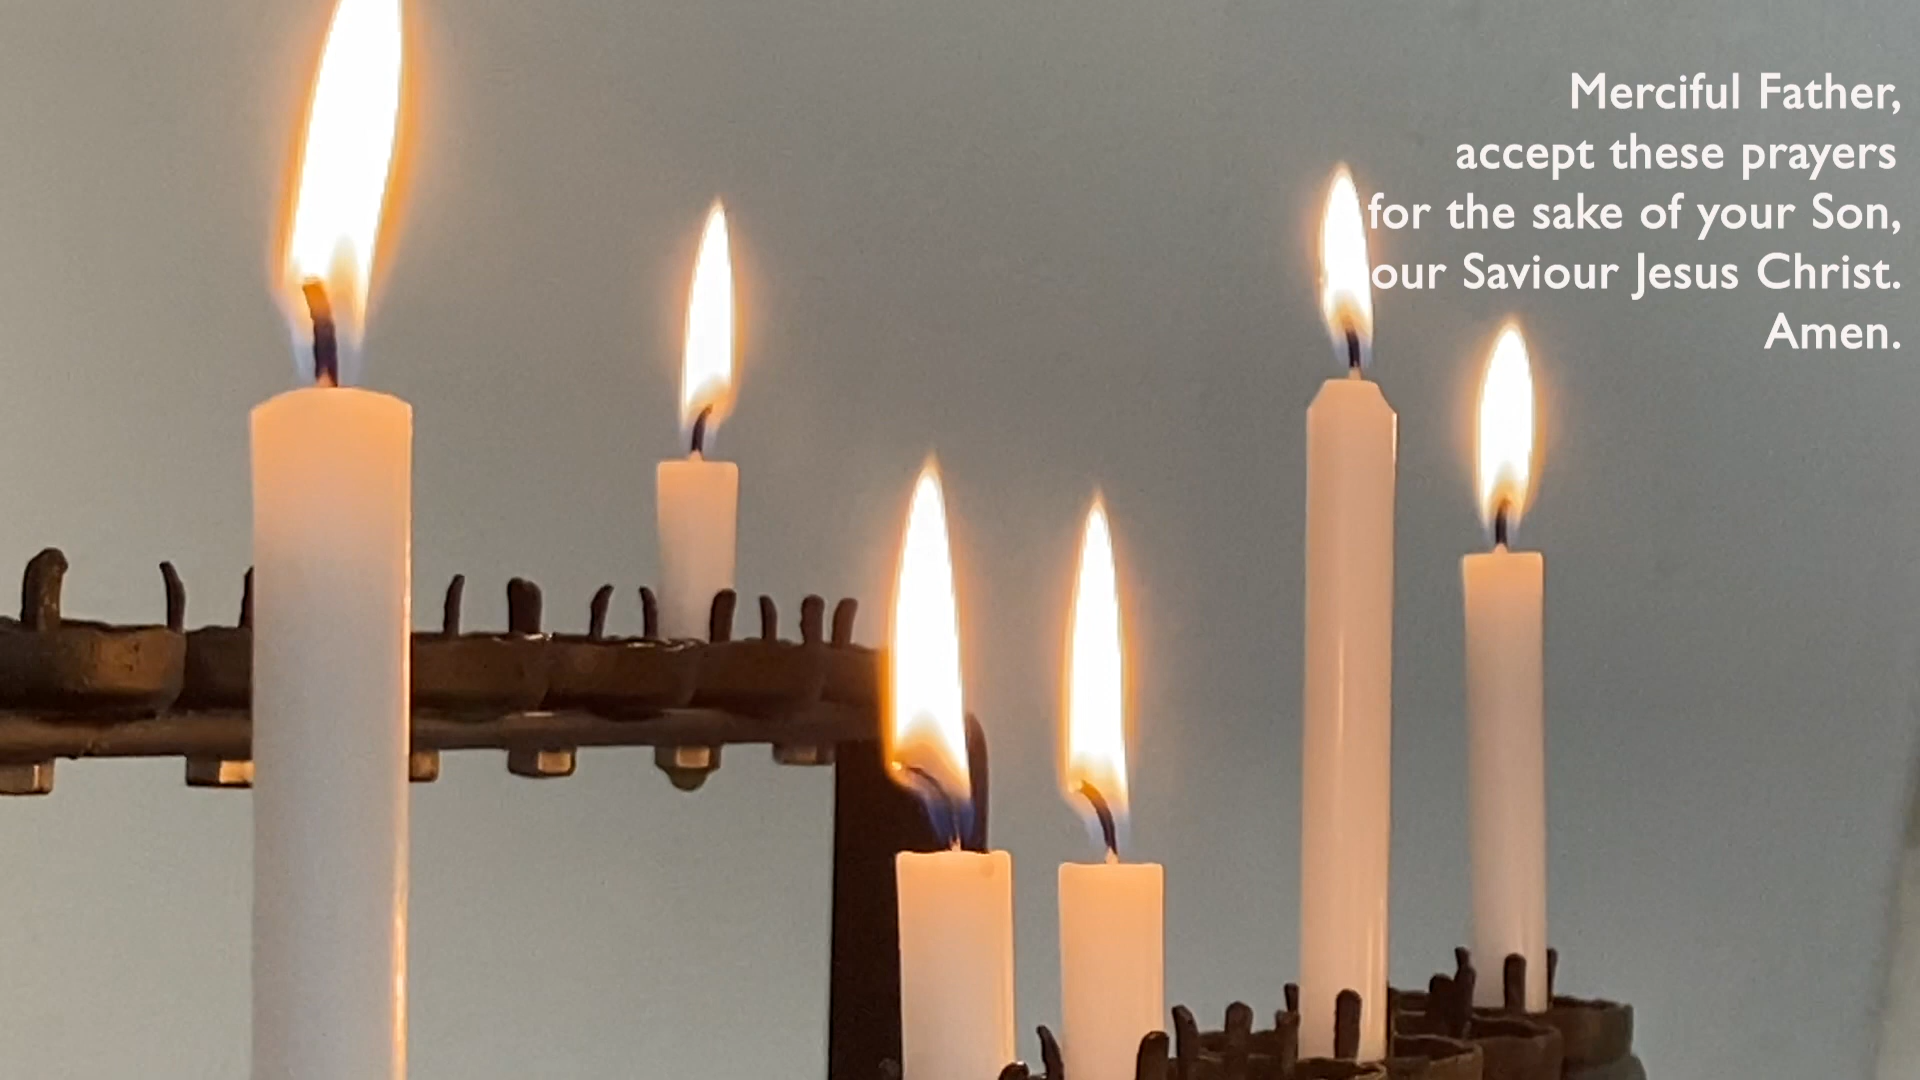 Merciful Father,
accept these prayers
for the sake of your Son,
our Saviour Jesus Christ.
Amen.